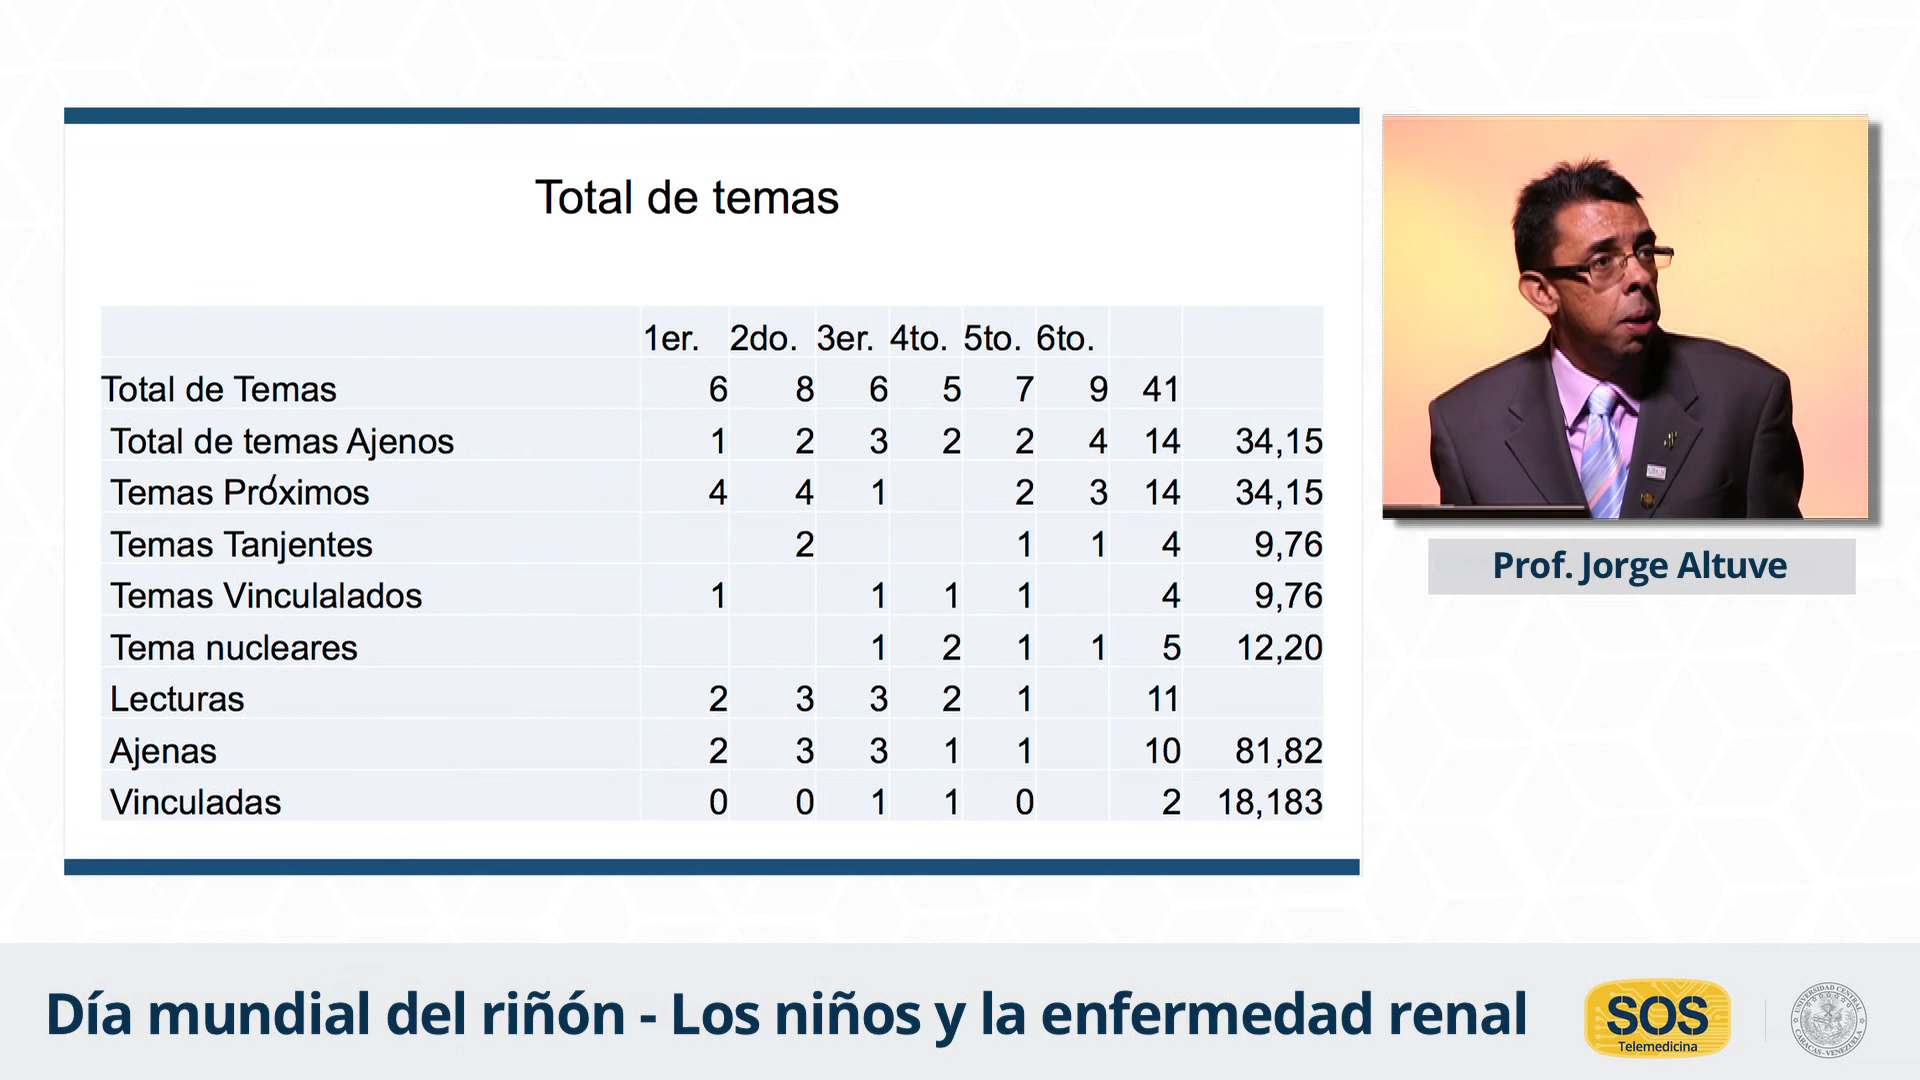 Total de temas
1er. 2do. 3er. 4to. 5to. 6to.
Total de Temas 6 8 6 5 7 9 41
Total de temas Ajenos 1 2 3 2 2 4 14 34,15
Temas Próximos 4 4 1 2 3 14 34,15
Temas Tanjentes 2 1 1 4 9,76
Temas Vinculalados 1 1 1 1 4 9,76
Tema nucleares 1 2 1 1 5 12,20
Lecturas 2 3 3 2 1 11
Ajenas 2 3 3 1 1 10 81,82
Vinculadas 0 0 1 1 0 2 18,183
Prof. Jorge Altuve
Día mundial del riñón - Los niños y la enfermedad renal
SOS
Telemedicina
UNIVERSIDAD CENTRAL
CARACAS - VENEZUELA